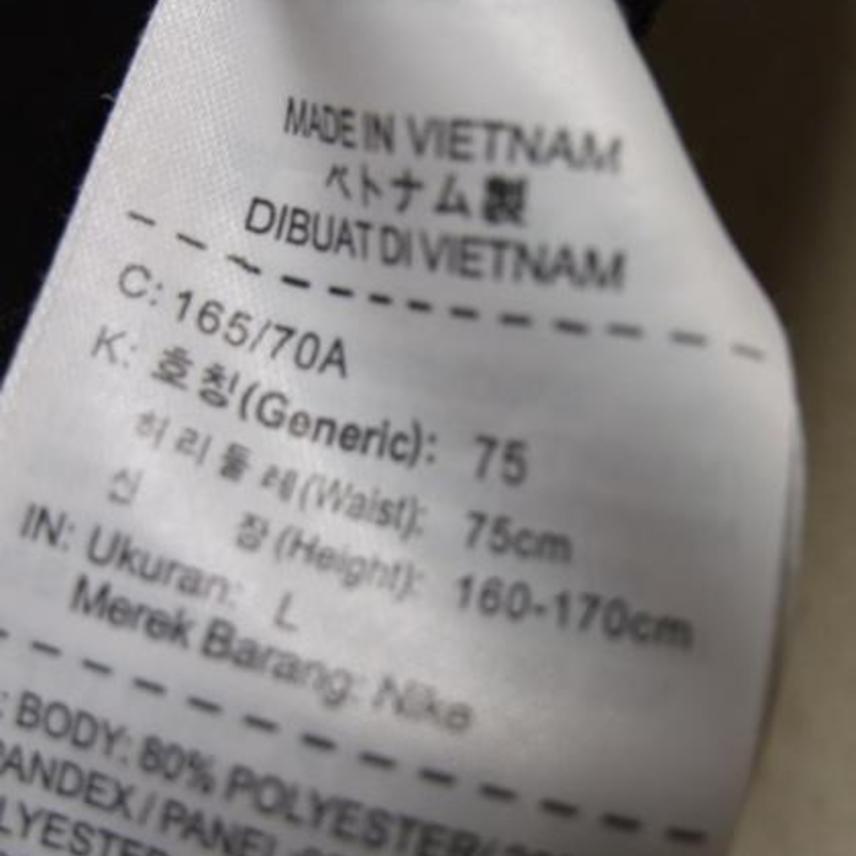 MADE IN VIETNAM
ベトナム製
DIBUAT DI VIETNAM
C: 165/70A
K: 호칭(Generic): 75
허리둘레(Waist): 75cm
신 장(Height): 160-170cm
IN: Ukuran: L
Merek Barang: Nike
: BODY: 80% POLYESTER/
PANDEX/PANEL
LYESTER